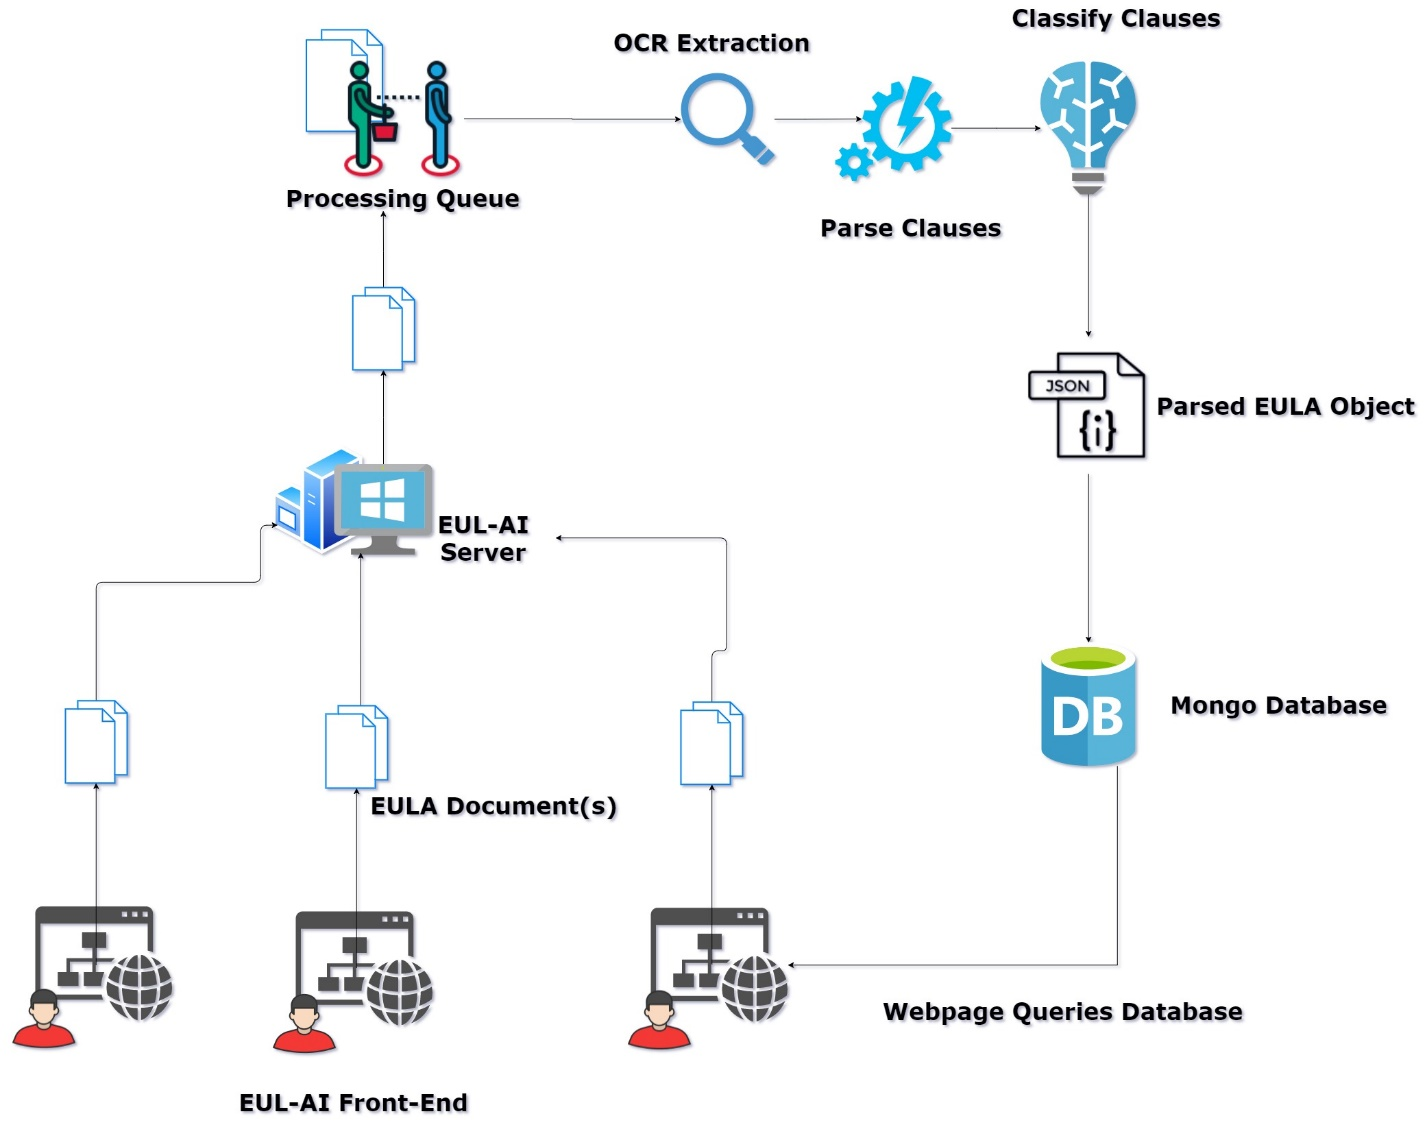 Classify Clauses
OCR Extraction
Processing Queue
Parse Clauses
JSON
{i}
Parsed EULA Object
EUL-AI
Server
DB
Mongo Database
EULA Document(s)
Webpage Queries Database
EUL-AI Front-End